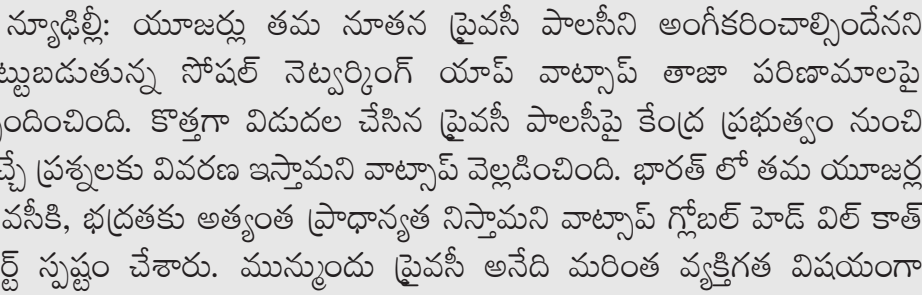 న్యూఢిల్లీ: యూజర్లు తమ నూతన ప్రైవసీ పాలసీని అంగీకరించాల్సిందేనని
ట్టుబడుతున్న సోషల్ నెట్వర్కింగ్ యాప్ వాట్సాప్ తాజా పరిణామాలపై
ందించింది. కొత్తగా విడుదల చేసిన ప్రైవసీ పాలసీపై కేంద్ర ప్రభుత్వం నుంచి
చ్చే ప్రశ్నలకు వివరణ ఇస్తామని వాట్సాప్ వెల్లడించింది. భారత్ లో తమ యూజర్ల
వసీకి, భద్రతకు అత్యంత ప్రాధాన్యత నిస్తామని వాట్సాప్ గ్లోబల్ హెడ్ విల్ కాత్
ర్ట్ స్పష్టం చేశారు. మున్ముందు ప్రైవసీ అనేది మరింత వ్యక్తిగత విషయంగా